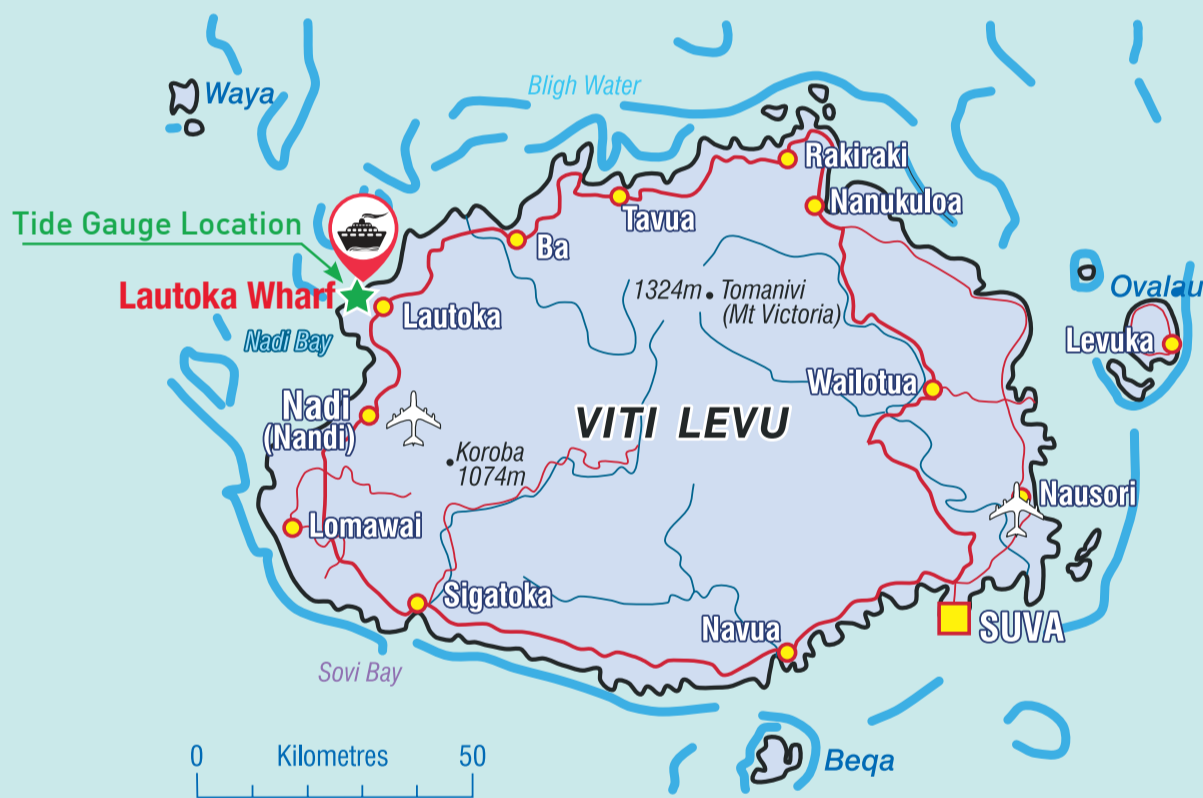 Bligh Water
Waya
Rakiraki
Tavua
Nanukuloa
Tide Gauge Location
Ba
Lautoka Wharf
1324m
Tomanivi
(Mt Victoria)
Ovalau
Lautoka
Nadi Bay
Levuka
Wailotua
Nadi
(Nandi)
VITI LEVU
Koroba
1074m
Nausori
Lomawai
Sigatoka
Navua
SUVA
Sovi Bay
0 Kilometres 50
Beqa